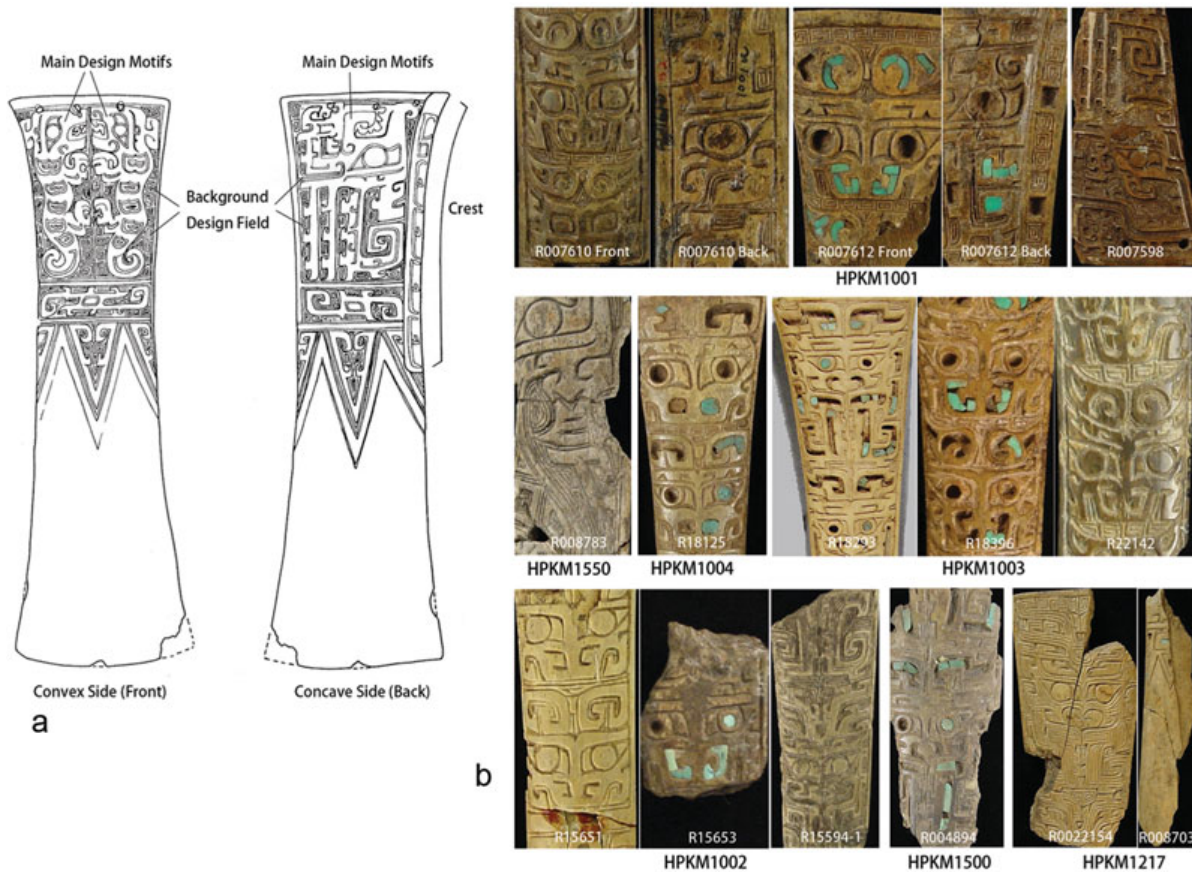 Main Design Motifs
Main Design Motifs
Background
Design Field
Crest
Convex Side (Front)
Concave Side (Back)
a
R007610 Front
R007610 Back
R007612 Front
R007612 Back
R007598
HPKM1001
R008783
R18125
R18293
R18396
R22142
HPKM1550
HPKM1004
HPKM1003
b
R15651
R15653
R15594-1
R004894
R0022154
R008703
HPKM1002
HPKM1500
HPKM1217